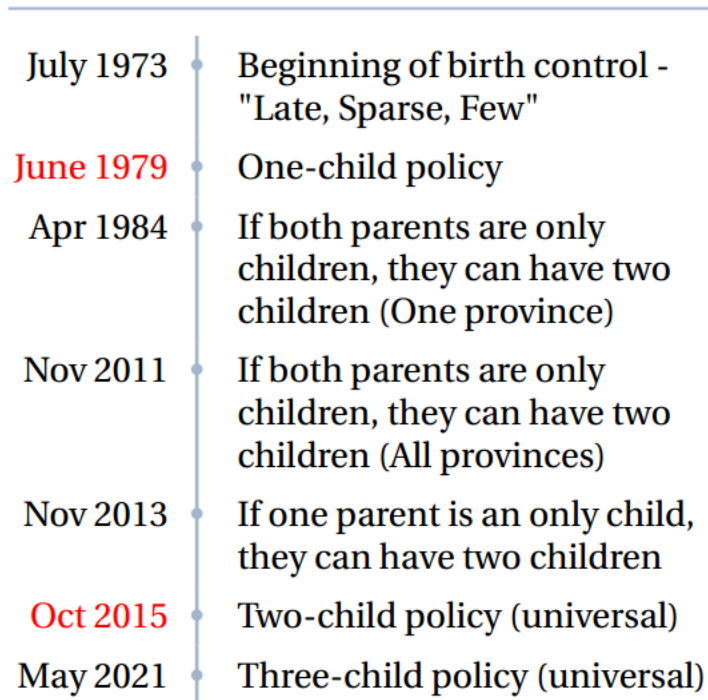 July 1973 Beginning of birth control -
"Late, Sparse, Few"
June 1979 One-child policy
Apr 1984 If both parents are only
children, they can have two
children (One province)
Nov 2011 If both parents are only
children, they can have two
children (All provinces)
Nov 2013 If one parent is an only child,
they can have two children
Oct 2015 Two-child policy (universal)
May 2021 Three-child policy (universal)